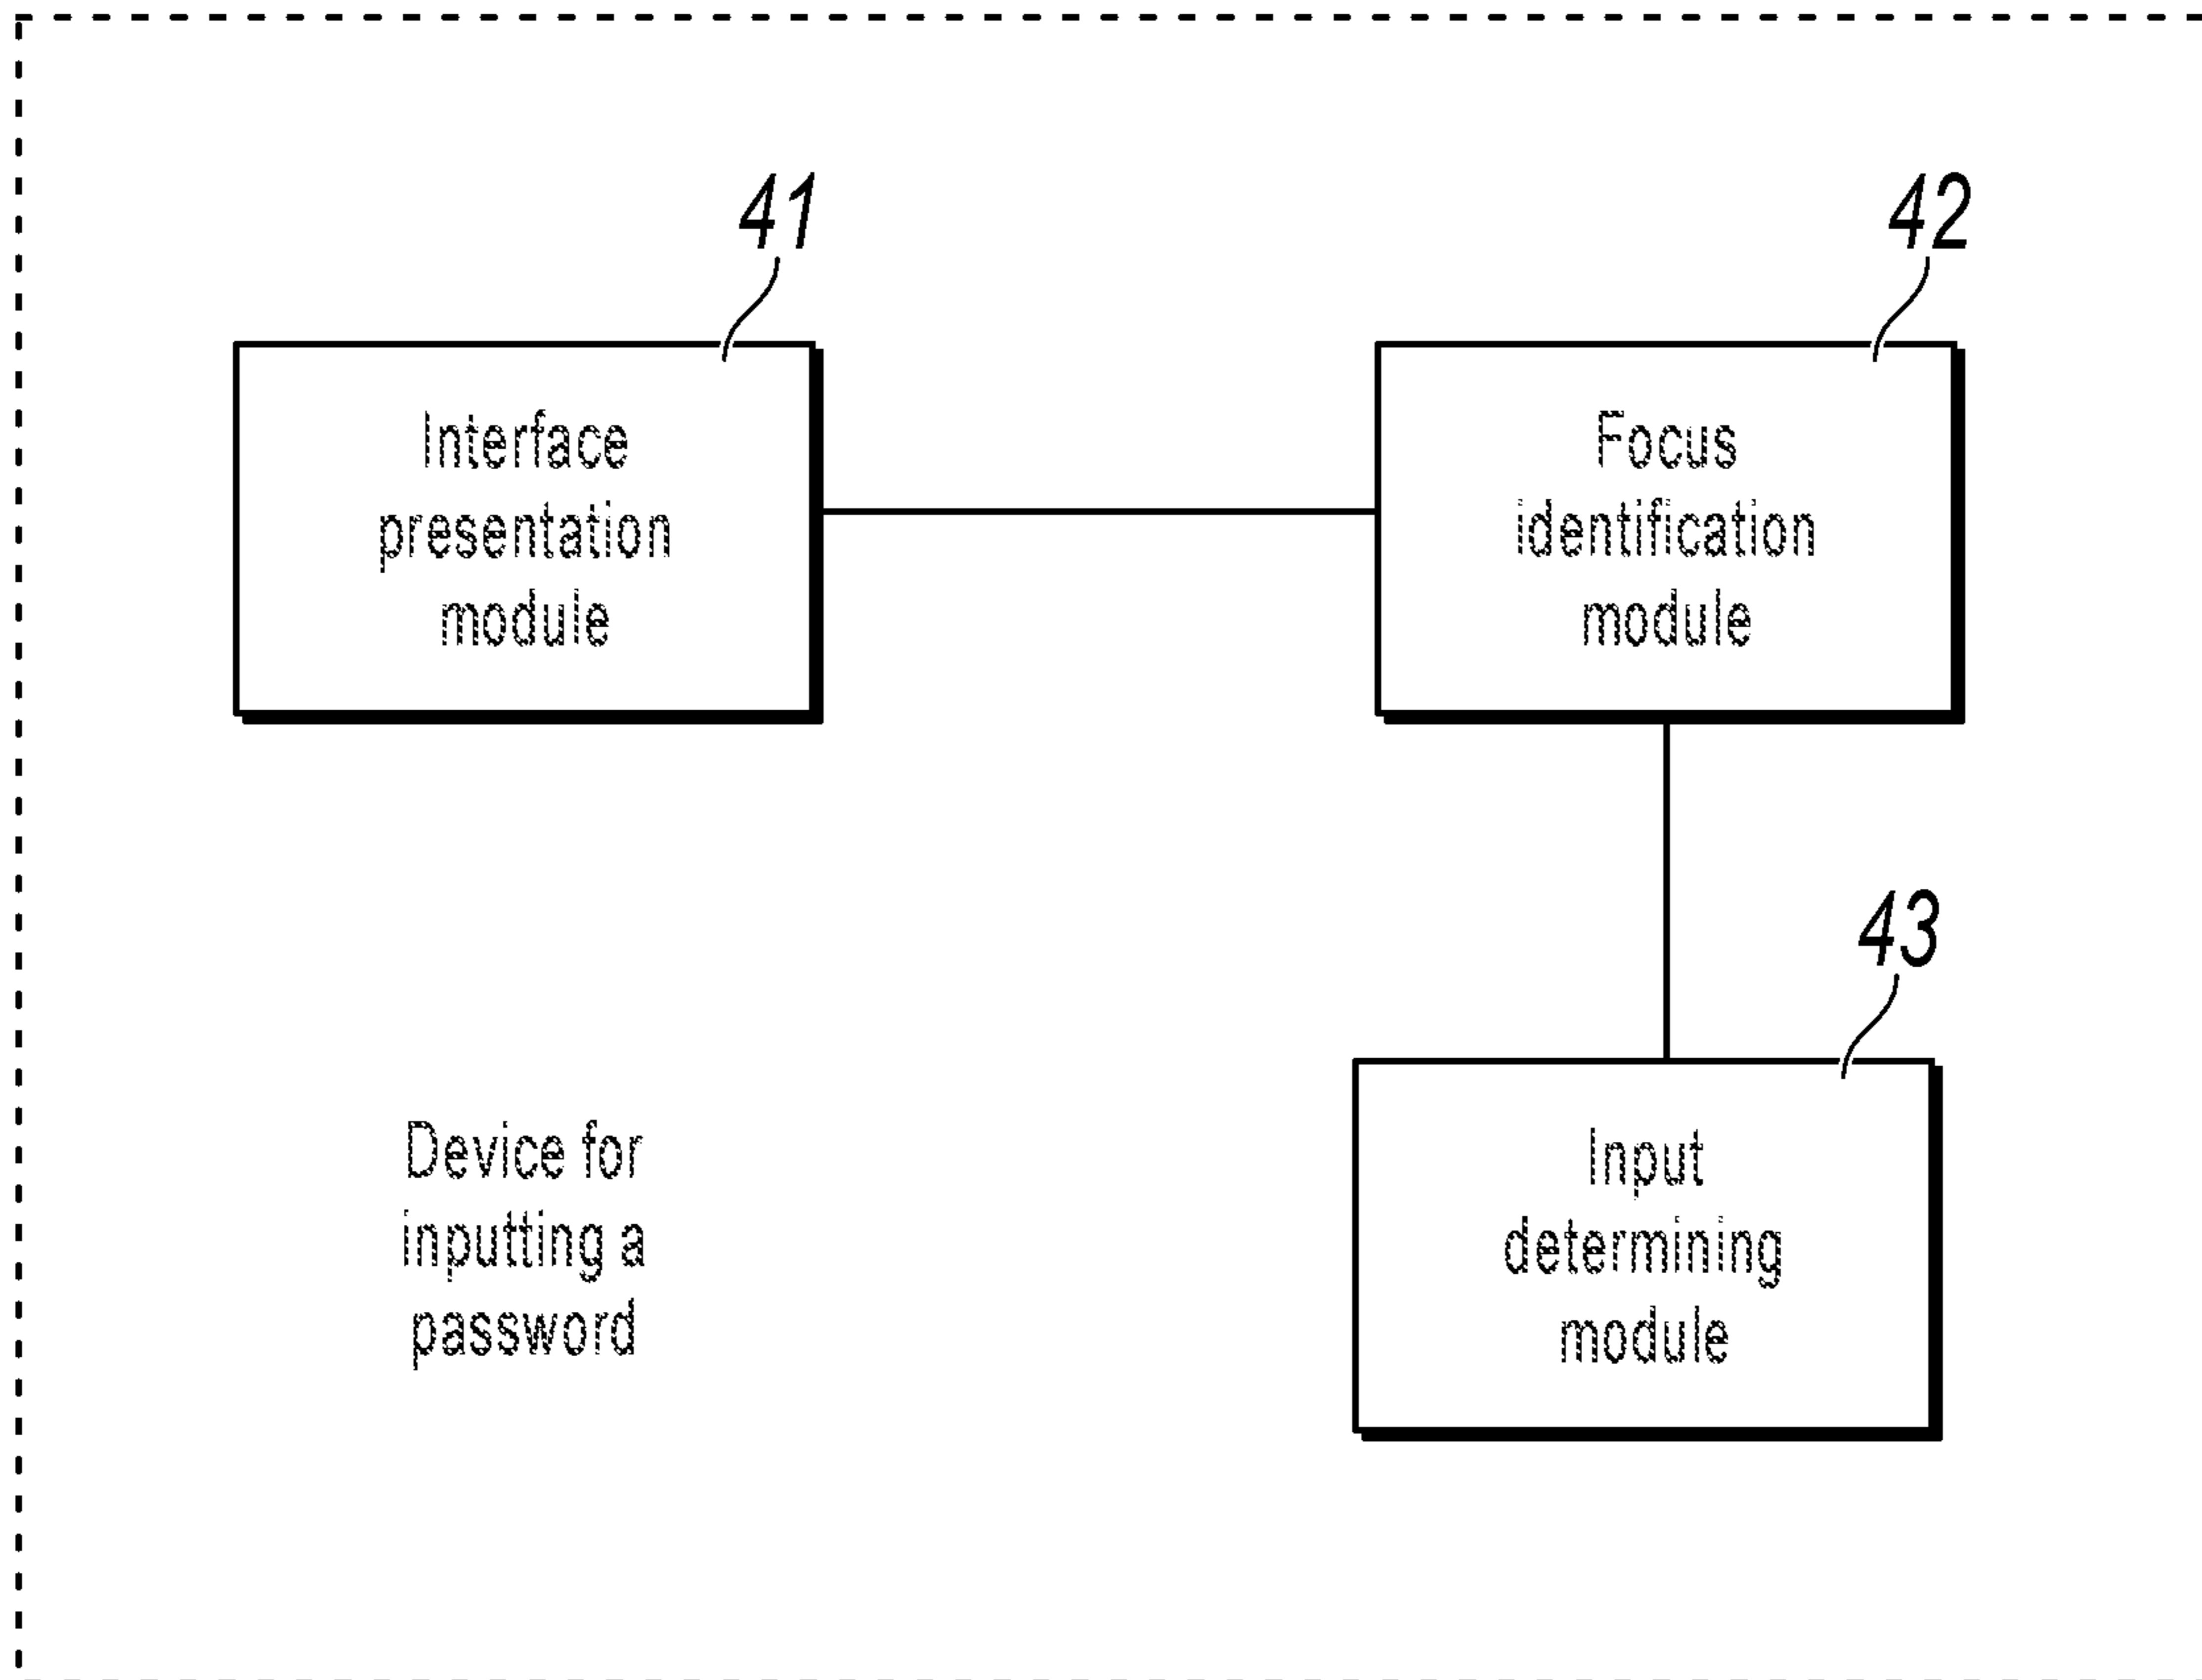 41
42
Interface
presentation
module
Focus
identification
module
43
Device for
inputting a
password
Input
determining
module